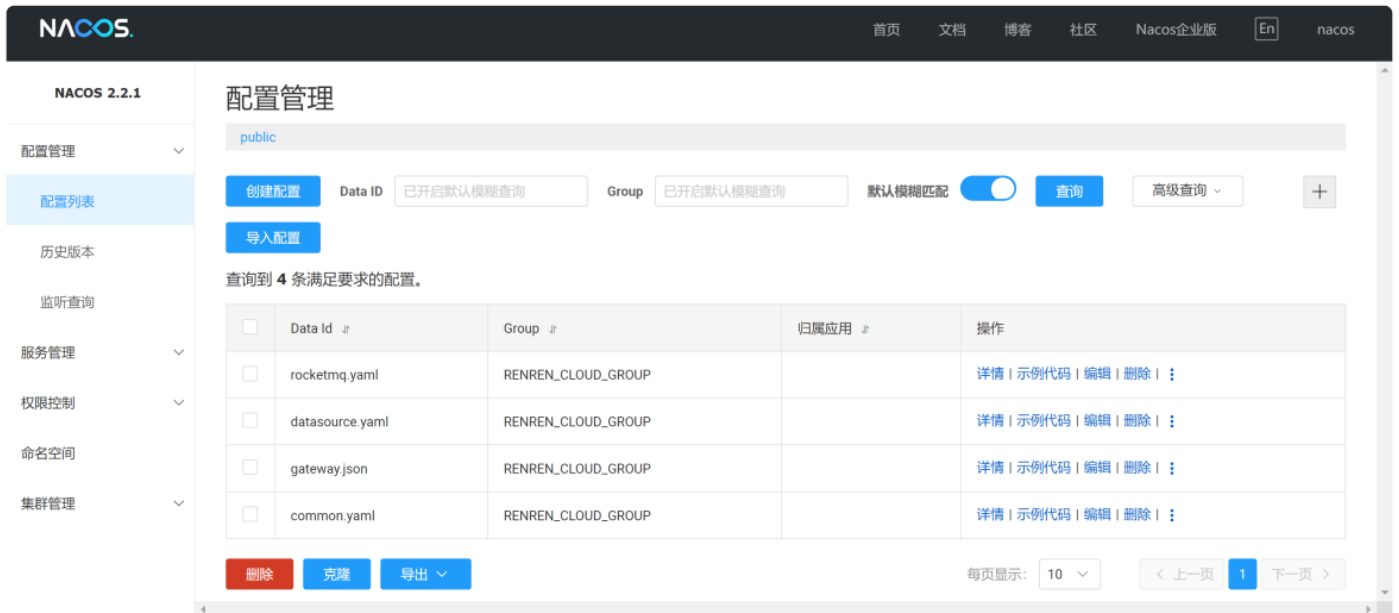 NACOS. 首页 文档 博客 社区 Nacos企业版 En nacos
NACOS 2.2.1
配置管理
配置列表
历史版本
监听查询
服务管理
权限控制
命名空间
集群管理
配置管理
public
创建配置 Data ID 已开启默认模糊查询 Group 已开启默认模糊查询 默认模糊匹配 查询 高级查询
导入配置
查询到 4 条满足要求的配置。
Data Id Group 归属应用 操作
rocketmq.yaml RENREN_CLOUD_GROUP 详情 | 示例代码 | 编辑 | 删除 |
datasource.yaml RENREN_CLOUD_GROUP 详情 | 示例代码 | 编辑 | 删除 |
gateway.json RENREN_CLOUD_GROUP 详情 | 示例代码 | 编辑 | 删除 |
common.yaml RENREN_CLOUD_GROUP 详情 | 示例代码 | 编辑 | 删除 |
删除 克隆 导出 每页显示: 10 上一页 1 下一页